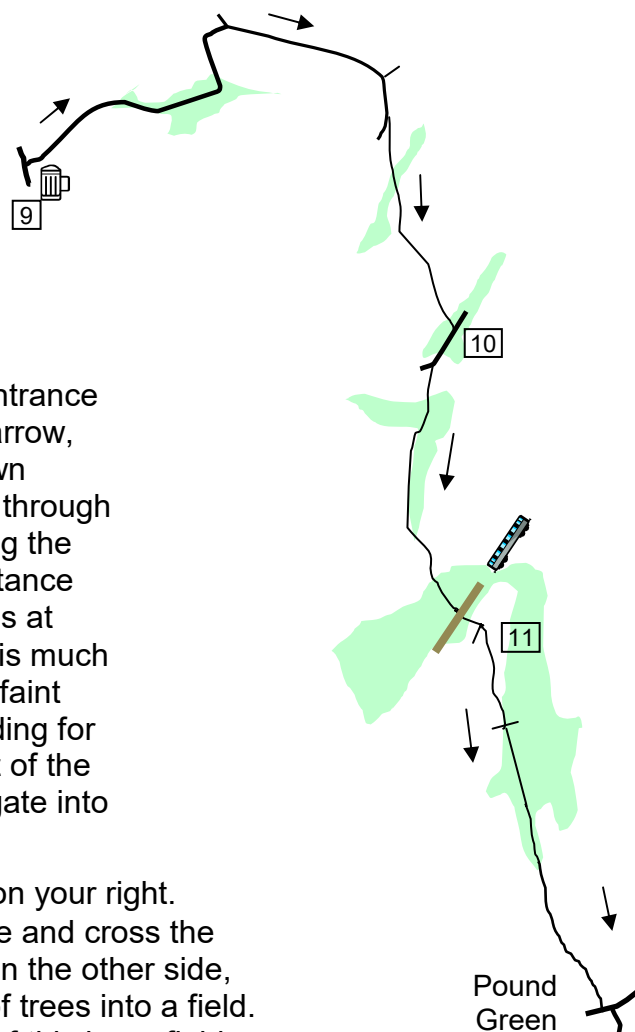 9
10
ntrance
arrow,
wn
through
g the
tance
s at
is much
faint
ding for
t of the
gate into
11
on your right.
e and cross the
n the other side,
of trees into a field.
Pound
Green